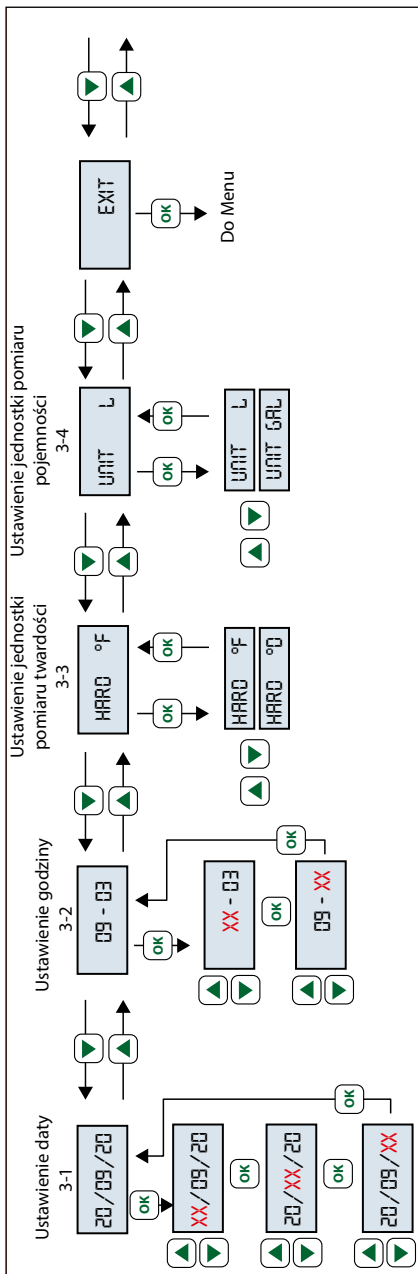 Ustawienie daty
3-1
20/09/20
OK
XX/09/20
OK
20/XX/20
OK
20/09/XX
OK
Ustawienie godziny
3-2
09 - 03
OK
XX - 03
OK
09 - XX
OK
Ustawienie jednostki
pomiaru twardości
3-3
HARD °F
OK
OK
HARD °F
HARD °D
Ustawienie jednostki pomiaru
pojemności
3-4
UNIT L
OK
OK
UNIT L
UNIT GAL
EXIT
OK
Do Menu